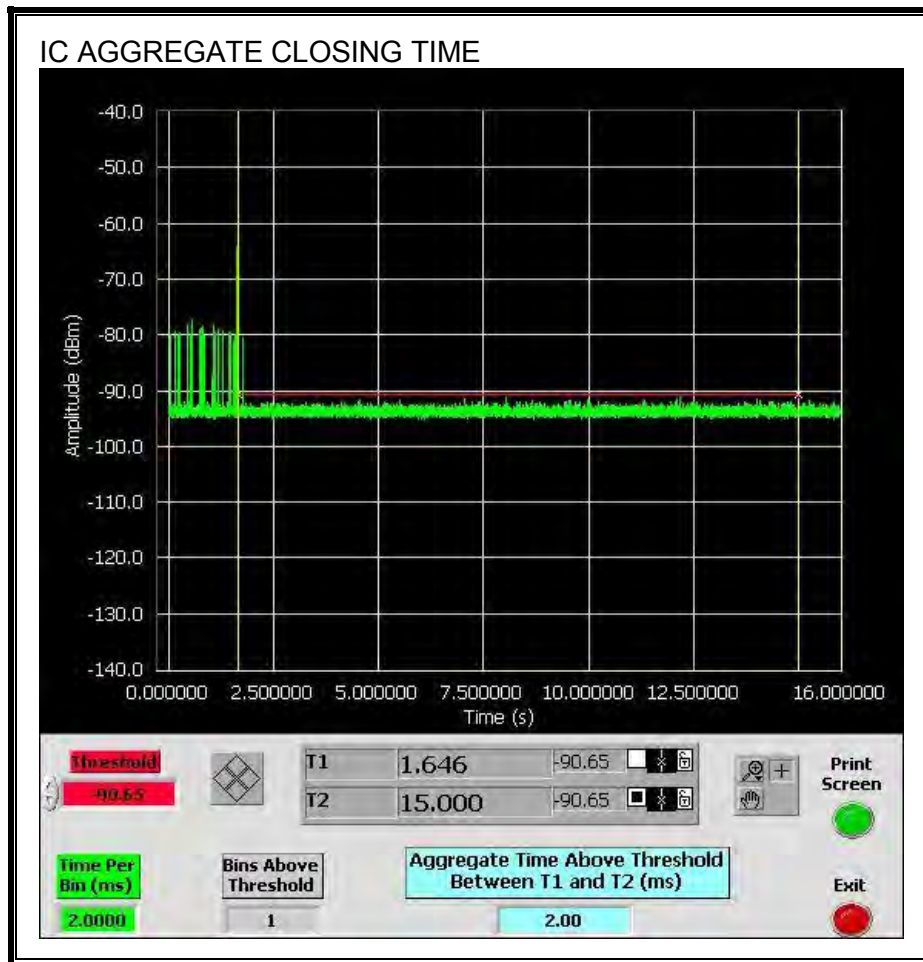 IC AGGREGATE CLOSING TIME
-40.0
-50.0
-60.0
-70.0
-80.0
-90.0
-100.0
-110.0
-120.0
-130.0
-140.0
Amplitude (dBm)
0.000000 2.500000 5.000000 7.500000 10.000000 12.500000 16.000000
Time (s)
Threshold
-90.65
T1 1.646 -90.65
T2 15.000 -90.65
Print
Screen
Time Per
Bin (ms)
2.0000
Bins Above
Threshold
1
Aggregate Time Above Threshold
Between T1 and T2 (ms)
2.00
Exit